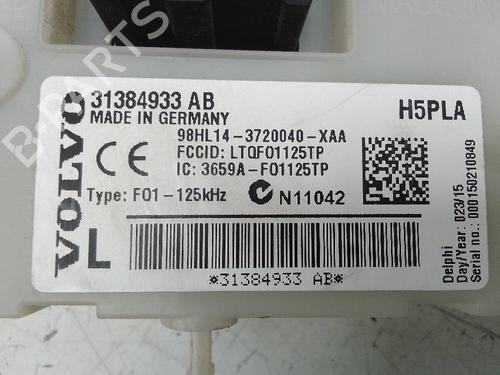 VOLVO
31384933 AB
MADE IN GERMANY
98HL14-3720040-XAA
FCCID: LTQFO1125TP
IC: 3659A-FO1125TP
CE
Type: FO1-125kHz
N11042
L
*31384933 AB*
H5PLA
Delphi
Day/Year: 023/15
Serial no.: 000150210849
B-PARTS